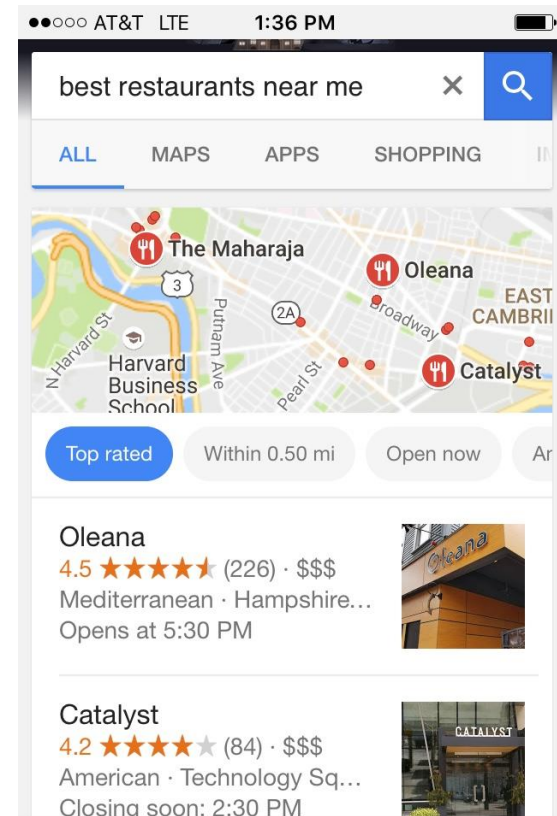 ●●○○○ AT&T LTE 1:36 PM
best restaurants near me ×
ALL MAPS APPS SHOPPING
The Maharaja
3
Oleana
EAST
CAMBRI
2A
Broadway
Putnam Ave
N Harvard St
Harvard
Business
School
Pearl St
Catalyst
Top rated Within 0.50 mi Open now Ar
Oleana
4.5 ★★★★★ (226) · $$$
Mediterranean · Hampshire...
Opens at 5:30 PM
Oleana
Catalyst
4.2 ★★★★★ (84) · $$$
American · Technology Sq...
Closing soon: 2:30 PM
CATALYST